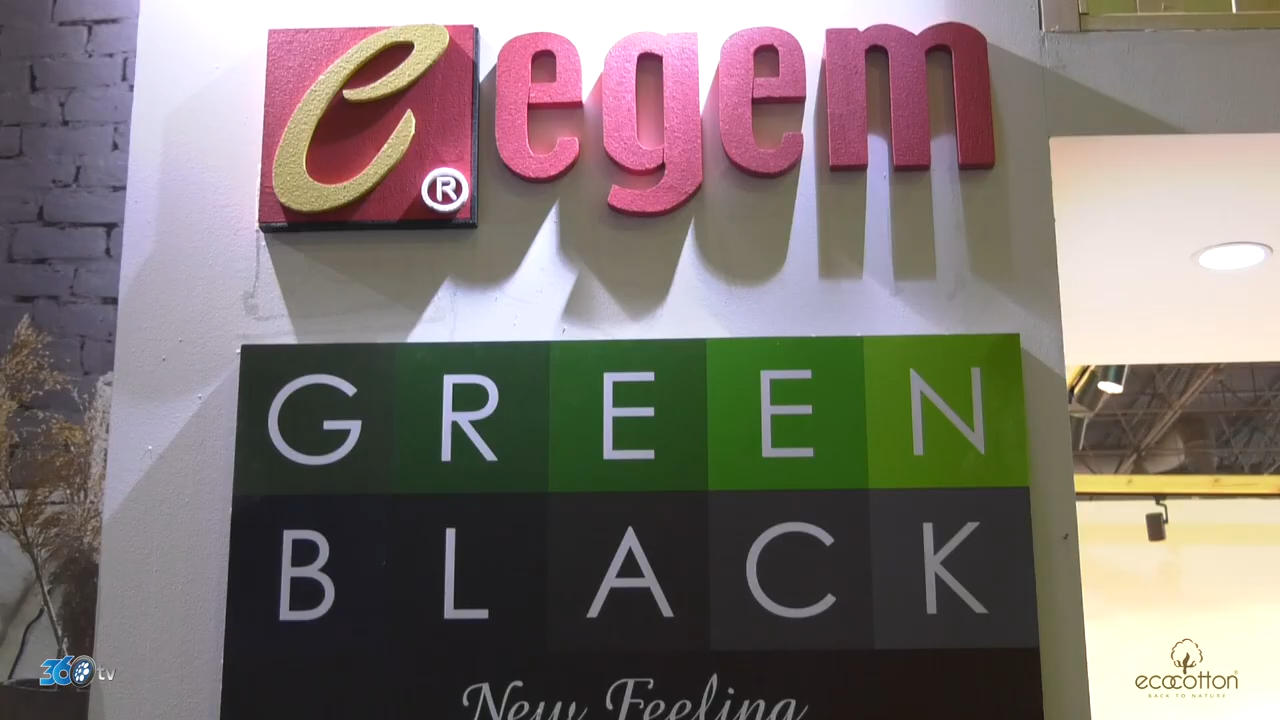 e®
egem
GREEN
BLACK
New Feeling
360tv
ecocotton®
BACK TO NATURE